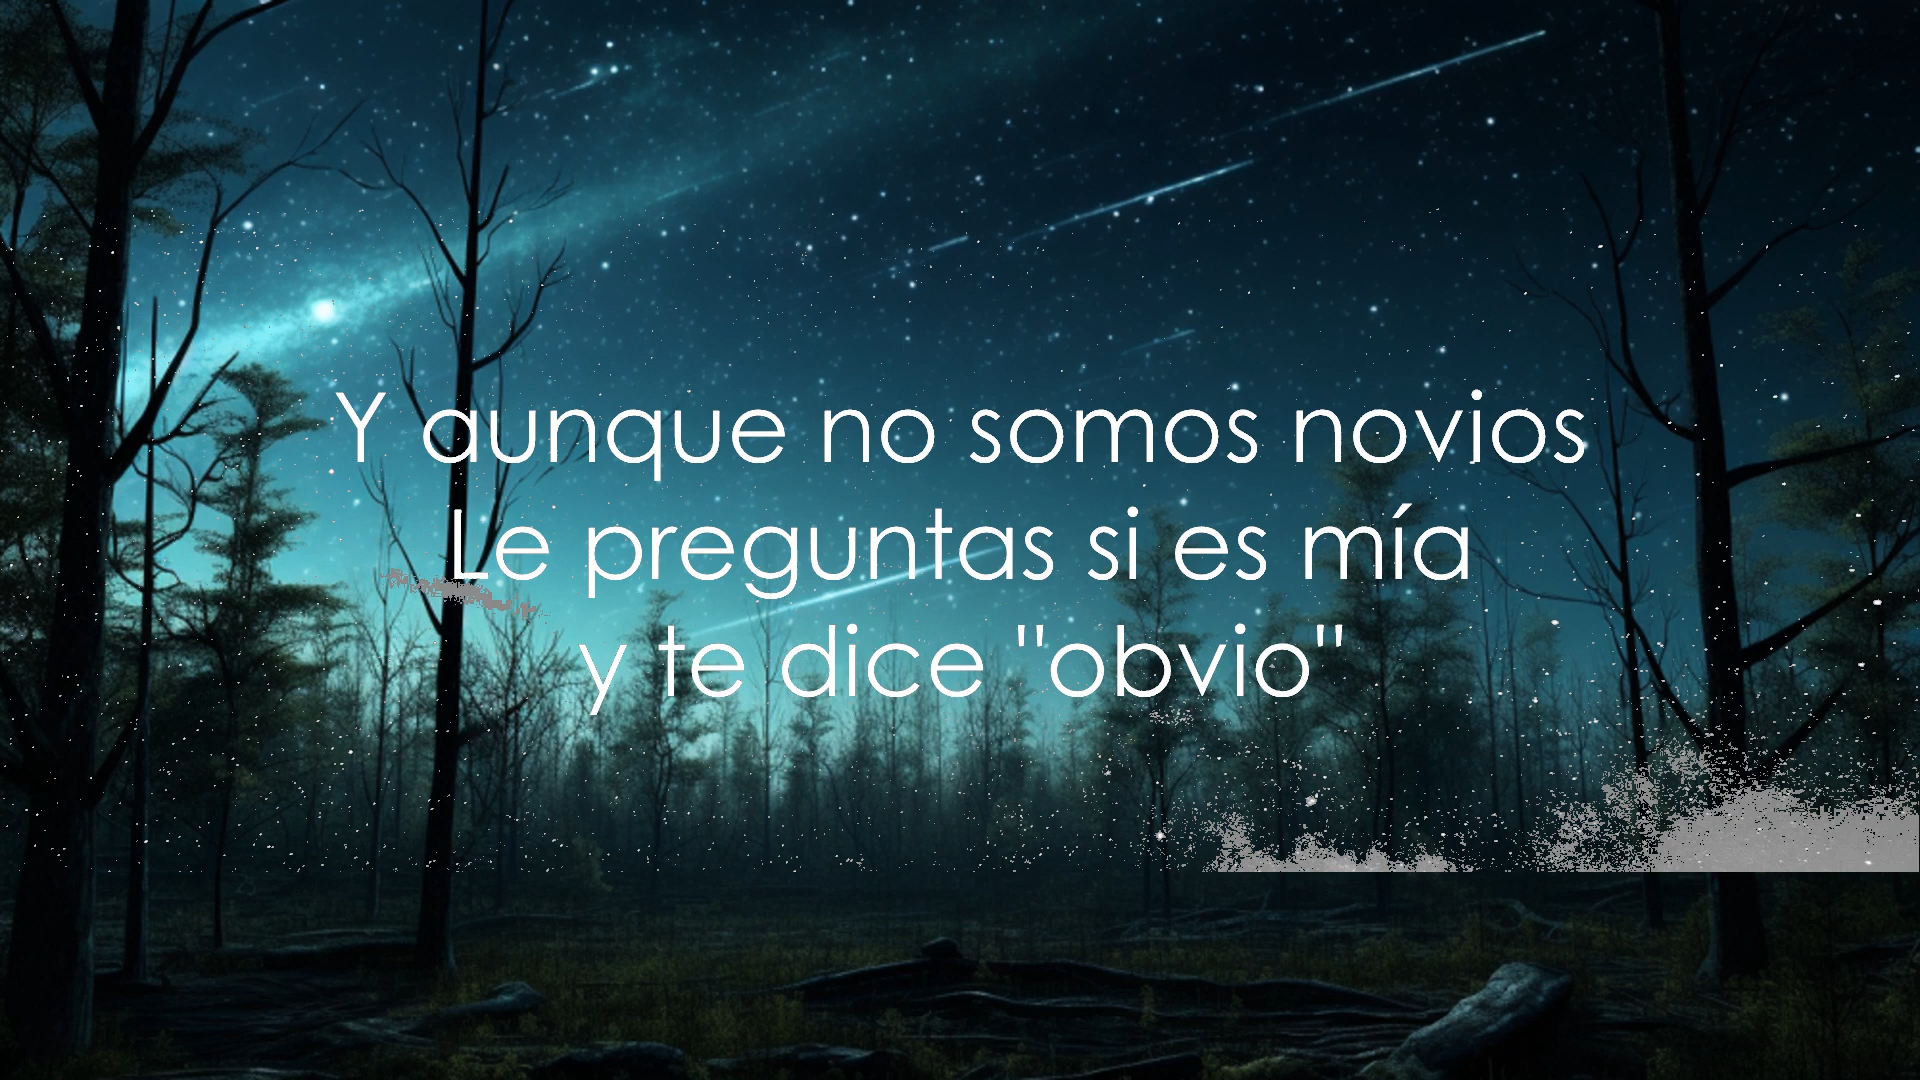 Y aunque no somos novios
Le preguntas si es mía
y te dice "obvio"